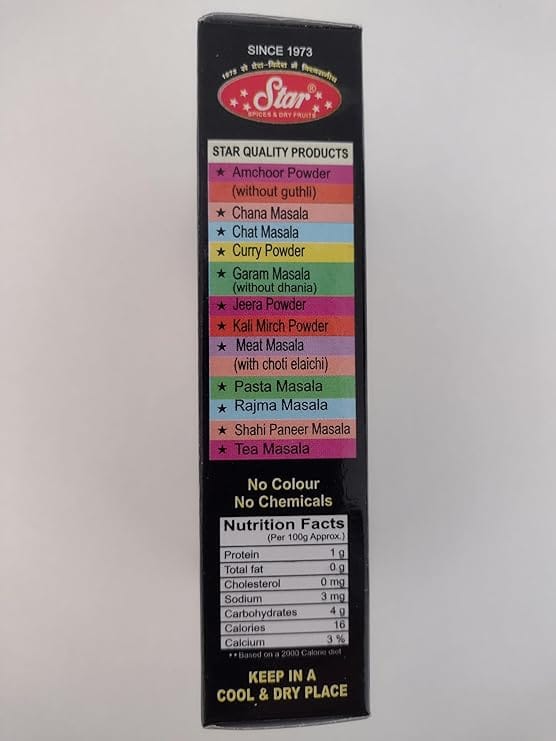 SINCE 1973
1973 से देश-विदेश में विश्वसनीय
Star®
SPICES & DRY FRUITS
STAR QUALITY PRODUCTS
★ Amchoor Powder
(without guthli)
★ Chana Masala
★ Chat Masala
★ Curry Powder
★ Garam Masala
(without dhania)
★ Jeera Powder
★ Kali Mirch Powder
★ Meat Masala
(with choti elaichi)
★ Pasta Masala
★ Rajma Masala
★ Shahi Paneer Masala
★ Tea Masala
No Colour
No Chemicals
Nutrition Facts
(Per 100g Approx.)
Protein 1 g
Total fat 0.g
Cholesterol 0 mg
Sodium 3 mg
Carbohydrates 4 g
Calories 16
Calcium 3 %
**Based on a 2000 Calorie diet
KEEP IN A
COOL & DRY PLACE